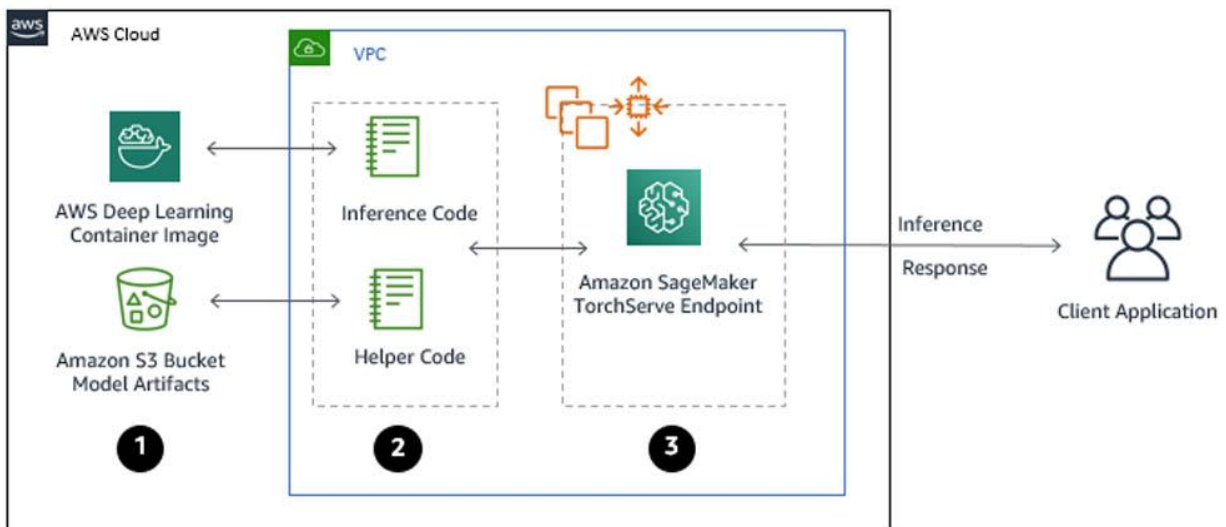 aws
AWS Cloud
VPC
AWS Deep Learning
Container Image
Inference Code
Amazon S3 Bucket
Model Artifacts
Helper Code
Amazon SageMaker
TorchServe Endpoint
Inference
Response
Client Application
1
2
3